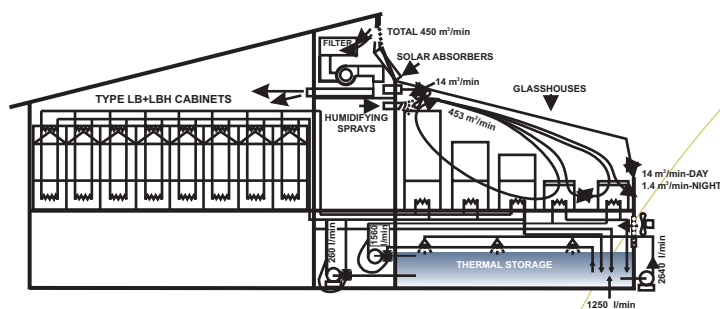 TOTAL 450 m³/min
FILTER
SOLAR ABSORBERS
14 m³/min
GLASSHOUSES
TYPE LB+LBH CABINETS
HUMIDIFYING
SPRAYS
453 m³/min
14 m³/min-DAY
1.4 m³/min-NIGHT
260 l/min
1560
l/min
THERMAL STORAGE
2640 l/min
1250 l/min